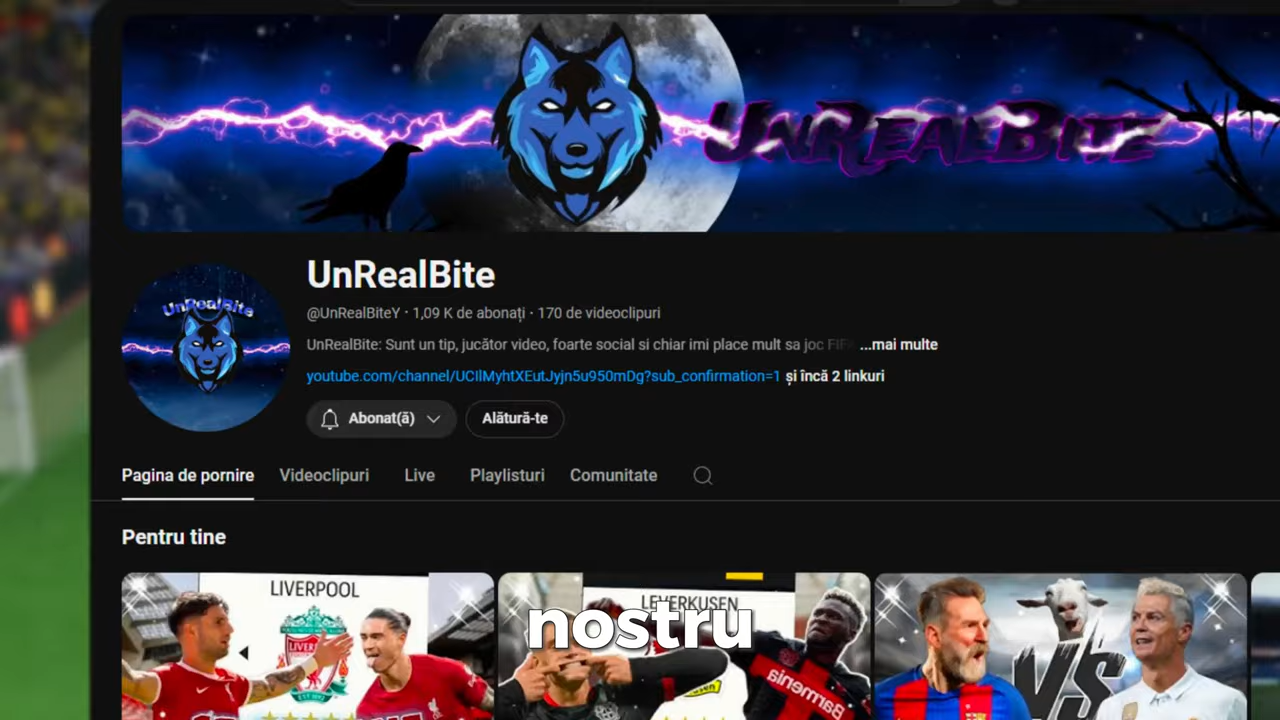 UnRealBite
UnRealBite
UnRealBite
@UnRealBiteY · 1,09 K de abonați · 170 de videoclipuri
UnRealBite: Sunt un tip, jucător video, foarte social si chiar imi place mult sa joc FIFA ...mai multe
youtube.com/channel/UCIlMyhtXEutJyjn5u950mDg?sub_confirmation=1 și încă 2 linkuri
Abonat(ă) Alătură-te
Pagina de pornire Videoclipuri Live Playlisturi Comunitate
Pentru tine
LIVERPOOL
LEVERKUSEN
nostru
VS
Barmenia